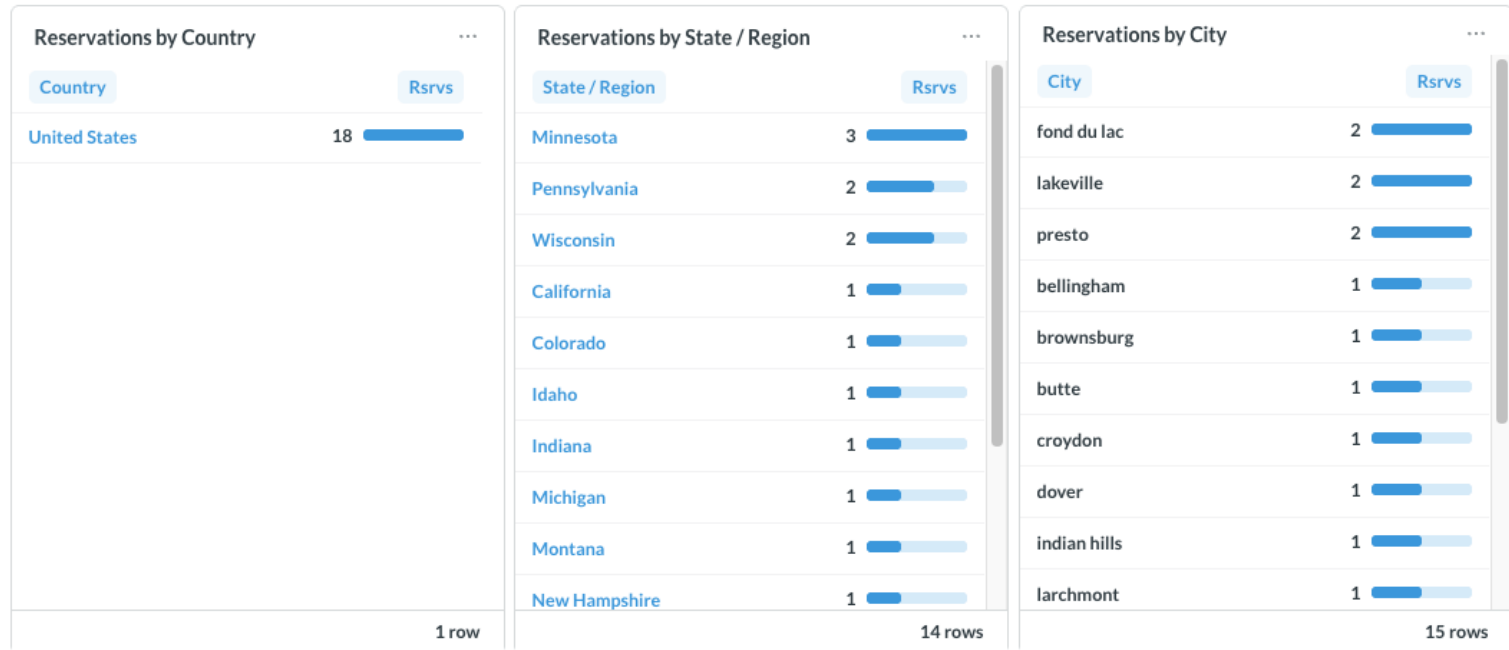 Reservations by Country
...
Country Rsrvs
United States 18
1 row
Reservations by State / Region
...
State / Region Rsrvs
Minnesota 3
Pennsylvania 2
Wisconsin 2
California 1
Colorado 1
Idaho 1
Indiana 1
Michigan 1
Montana 1
New Hampshire 1
14 rows
Reservations by City
...
City Rsrvs
fond du lac 2
lakeville 2
presto 2
bellingham 1
brownsburg 1
butte 1
croydon 1
dover 1
indian hills 1
larchmont 1
15 rows